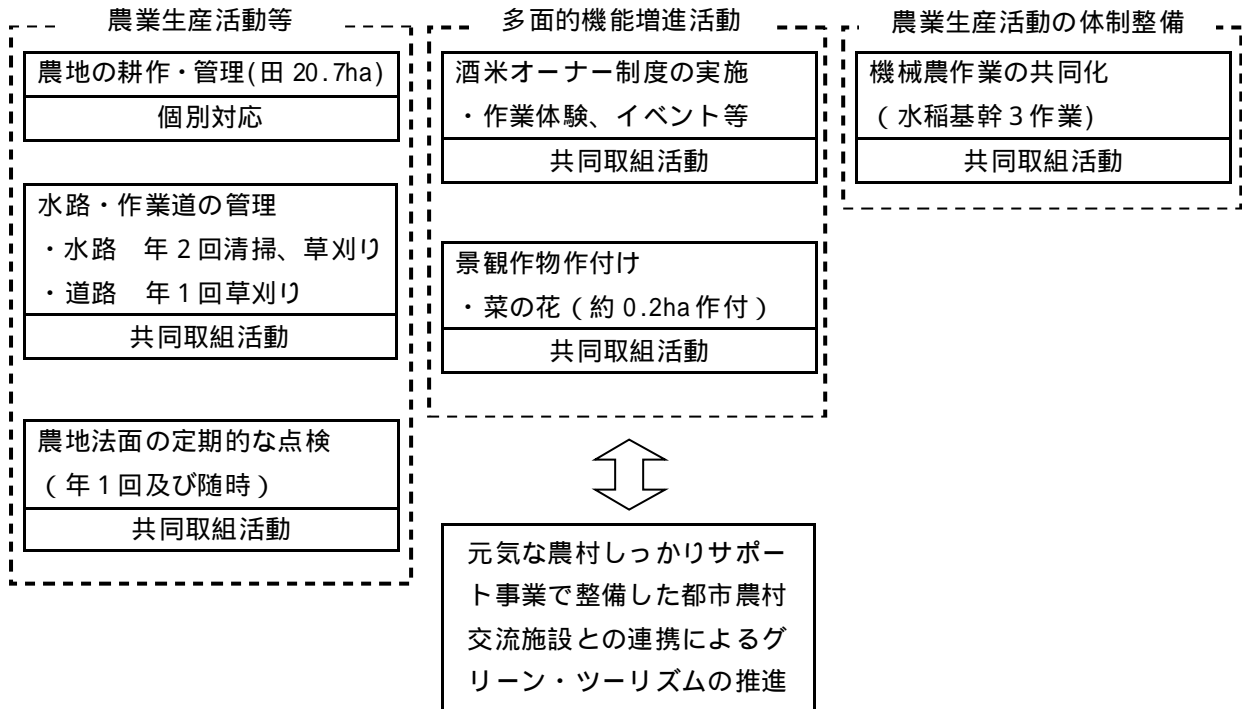 農業生産活動等
農地の耕作・管理(田 20.7ha)
個別対応
水路・作業道の管理
・水路　年２回清掃、草刈り
・道路　年１回草刈り
共同取組活動
農地法面の定期的な点検
（年１回及び随時）
共同取組活動
多面的機能増進活動
酒米オーナー制度の実施
・作業体験、イベント等
共同取組活動
景観作物作付け
・菜の花（約 0.2ha 作付）
共同取組活動
元気な農村しっかりサポー
ト事業で整備した都市農村
交流施設との連携によるグ
リーン・ツーリズムの推進
農業生産活動の体制整備
機械農作業の共同化
（水稲基幹３作業)
共同取組活動